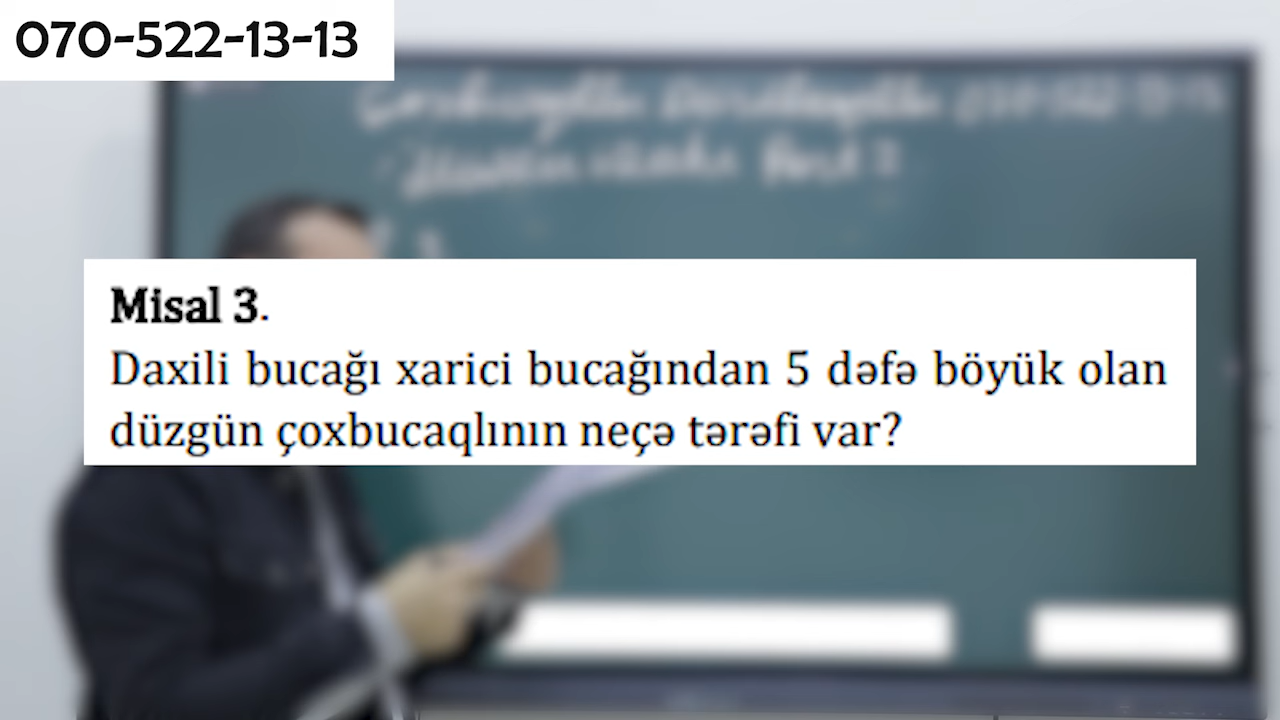 070-522-13-13
Misal 3.
Daxili bucağı xarici bucağından 5 dəfə böyük olan
düzgün çoxbucaqlının neçə tərəfi var?